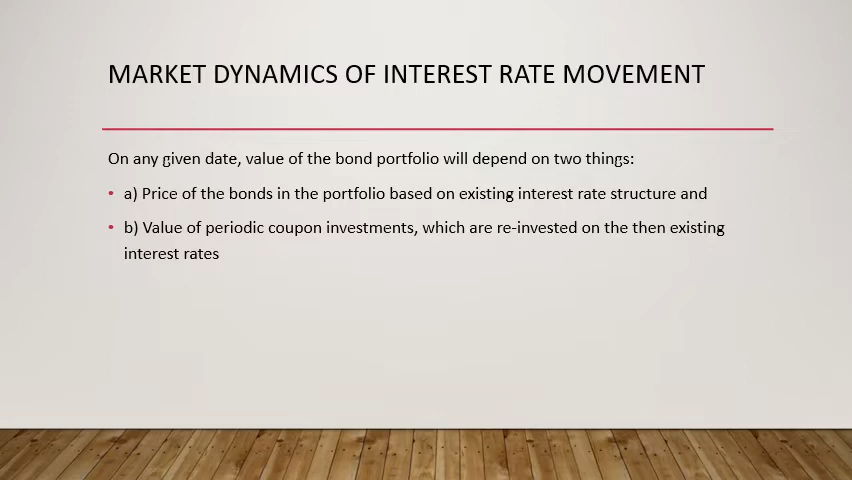 MARKET DYNAMICS OF INTEREST RATE MOVEMENT
On any given date, value of the bond portfolio will depend on two things:
• a) Price of the bonds in the portfolio based on existing interest rate structure and
• b) Value of periodic coupon investments, which are re-invested on the then existing
interest rates